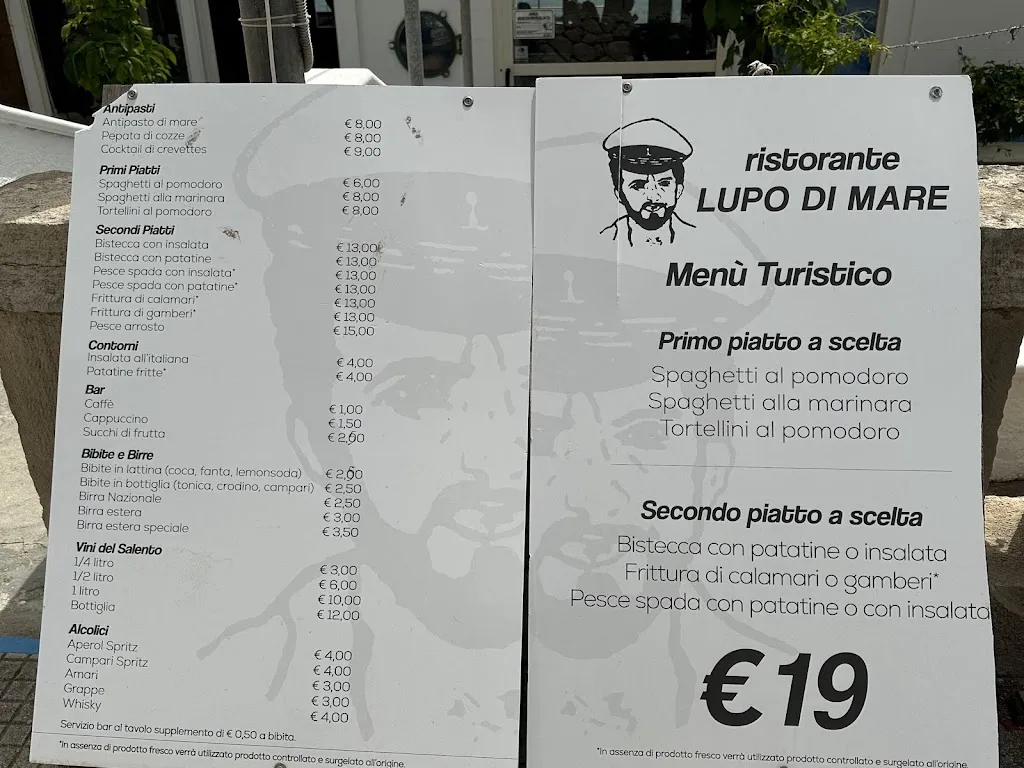 Antipasti
Antipasto di mare € 8,00
Pepata di cozze € 8,00
Cocktail di crevettes € 9,00
Primi Piatti
Spaghetti al pomodoro € 6,00
Spaghetti alla marinara € 8,00
Tortellini al pomodoro € 8,00
Secondi Piatti
Bistecca con insalata € 13,00
Bistecca con patatine € 13,00
Pesce spada con insalata* € 13,00
Pesce spada con patatine* € 13,00
Frittura di calamari* € 13,00
Frittura di gamberi* € 13,00
Pesce arrosto € 15,00
Contorni
Insalata all'italiana € 4,00
Patatine fritte* € 4,00
Bar
Caffè € 1,00
Cappuccino € 1,50
Succhi di frutta € 2,50
Bibite e Birre
Bibite in lattina (coca, fanta, lemonsoda) € 2,50
Bibite in bottiglia (tonica, crodino, campari) € 2,50
Birra Nazionale € 2,50
Birra estera € 3,00
Birra estera speciale € 3,50
Vini del Salento
1/4 litro € 3,00
1/2 litro € 6,00
1 litro € 10,00
Bottiglia € 12,00
Alcolici
Aperol Spritz € 4,00
Campari Spritz € 4,00
Amari € 3,00
Grappe € 3,00
Whisky € 4,00
Servizio bar al tavolo supplemento di € 0,50 a bibita.
*In assenza di prodotto fresco verrà utilizzato prodotto controllato e surgelato all'origine.
ristorante
LUPO DI MARE
Menù Turistico
Primo piatto a scelta
Spaghetti al pomodoro
Spaghetti alla marinara
Tortellini al pomodoro
Secondo piatto a scelta
Bistecca con patatine o insalata
Frittura di calamari o gamberi*
Pesce spada con patatine o con insalata
€ 19
*In assenza di prodotto fresco verrà utilizzato prodotto controllato e surgelato all'origine.